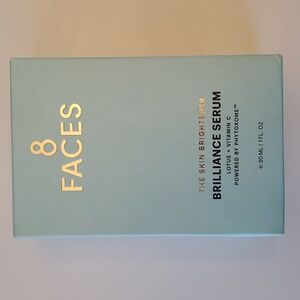 8
FACES
THE SKIN BRIGHTENER
BRILLIANCE SERUM
LOTUS + VITAMIN C
POWERED BY PHYTOXOME™
e 30 ML | 1 FL. OZ